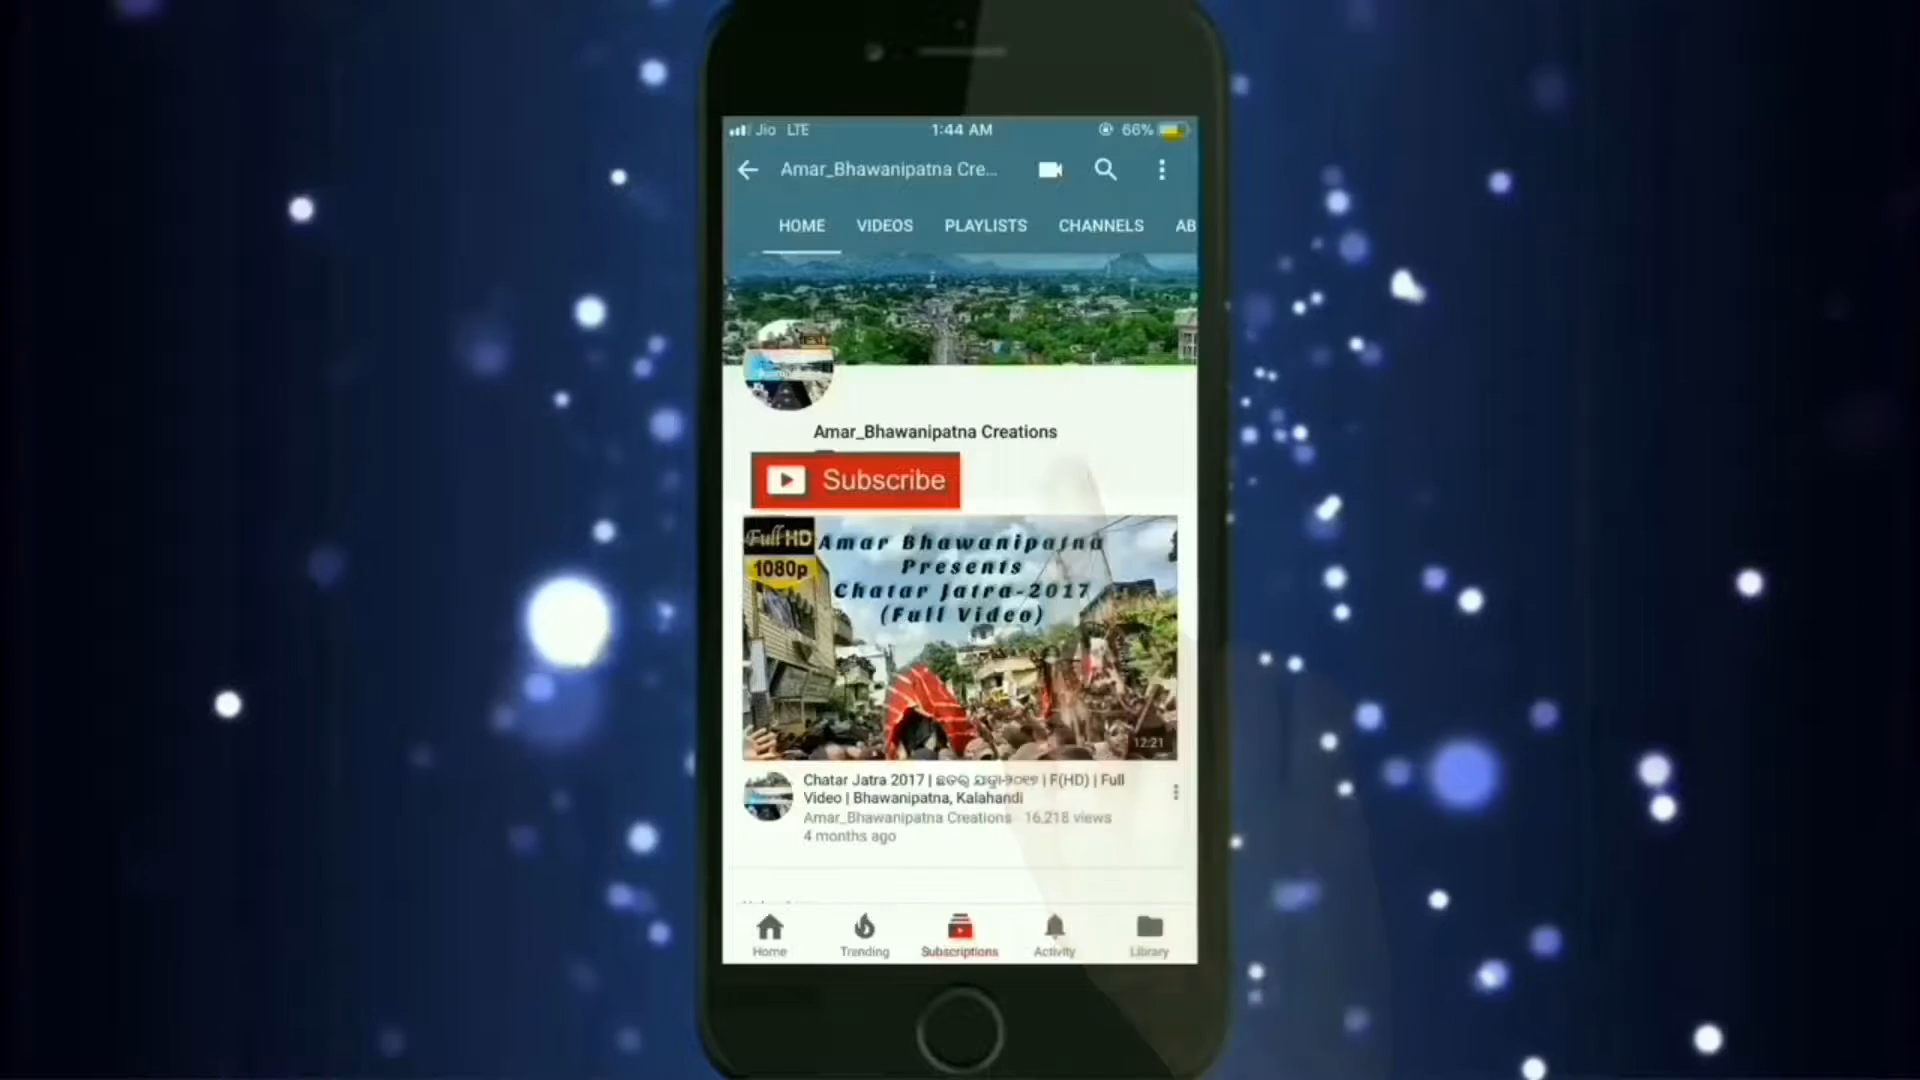 Jio LTE 1:44 AM 66%
Amar_Bhawanipatna Cre...
HOME VIDEOS PLAYLISTS CHANNELS AB
Amar_Bhawanipatna Creations
Subscribe
Full HD
1080p
Amar Bhawanipatna
Presents
Chatar Jatra-2017
(Full Video)
12:21
Chatar Jatra 2017 | ଛତର ଯାତ୍ରା-୨୦୧୭ | F(HD) | Full
Video | Bhawanipatna, Kalahandi
Amar_Bhawanipatna Creations 16,218 views
4 months ago
Home Trending Subscriptions Activity Library